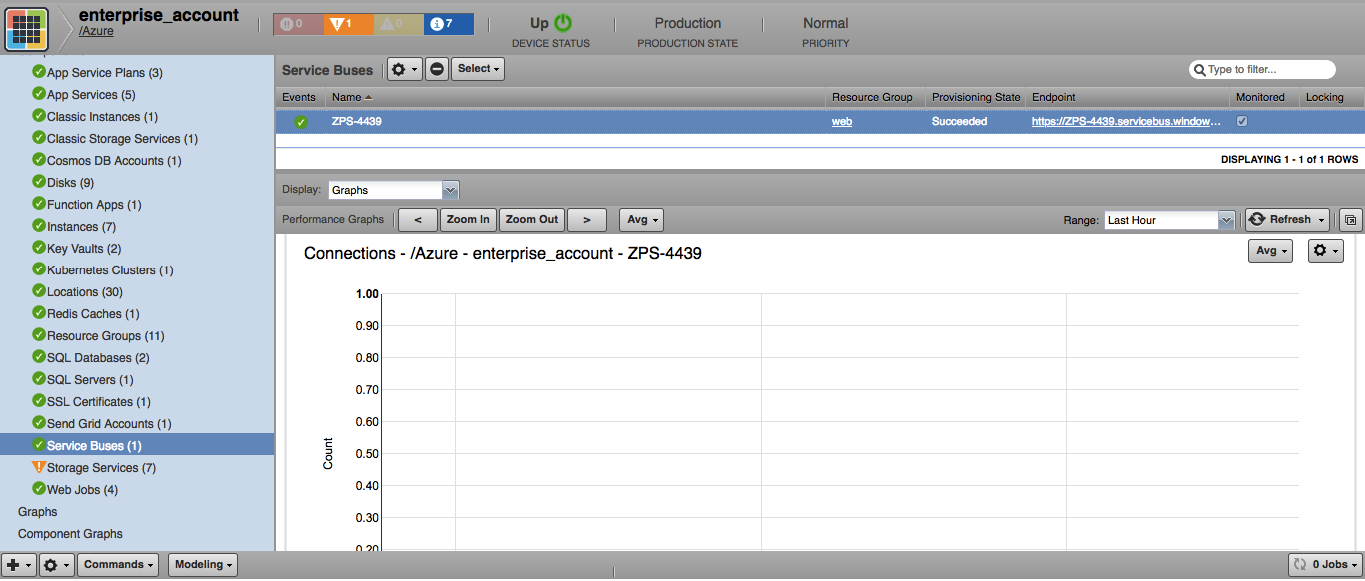 enterprise_account
/Azure
0 1 0 7
Up
DEVICE STATUS
Production
PRODUCTION STATE
Normal
PRIORITY
App Service Plans (3)
App Services (5)
Classic Instances (1)
Classic Storage Services (1)
Cosmos DB Accounts (1)
Disks (9)
Function Apps (1)
Instances (7)
Key Vaults (2)
Kubernetes Clusters (1)
Locations (30)
Redis Caches (1)
Resource Groups (11)
SQL Databases (2)
SQL Servers (1)
SSL Certificates (1)
Send Grid Accounts (1)
Service Buses (1)
Storage Services (7)
Web Jobs (4)
Graphs
Component Graphs
Service Buses Select Type to filter...
Events Name Resource Group Provisioning State Endpoint Monitored Locking
ZPS-4439 web Succeeded https://ZPS-4439.servicebus.window...
DISPLAYING 1 - 1 of 1 ROWS
Display: Graphs
Performance Graphs < Zoom In Zoom Out > Avg Range: Last Hour Refresh
Connections - /Azure - enterprise_account - ZPS-4439 Avg
1.00
0.90
0.80
0.70
0.60
0.50
0.40
0.30
0.20
Count
Commands Modeling 0 Jobs